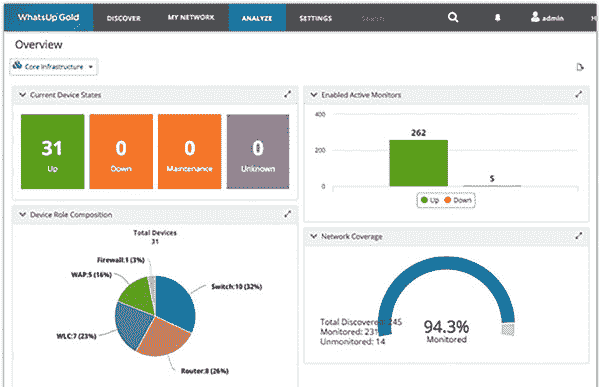 WhatsUp Gold DISCOVER MY NETWORK ANALYZE SETTINGS Search admin
Overview
Core Infrastructure
Current Device States
31 0 0 0
Up Down Maintenance Unknown
Enabled Active Monitors
400
262
200
5
0
Up Down
Device Role Composition
Total Devices
31
Firewall:1 (3%)
WAP:5 (16%)
Switch:10 (32%)
WLC:7 (23%)
Router:8 (26%)
Network Coverage
Total Discovered: 245
Monitored: 231
Unmonitored: 14
94.3%
Monitored